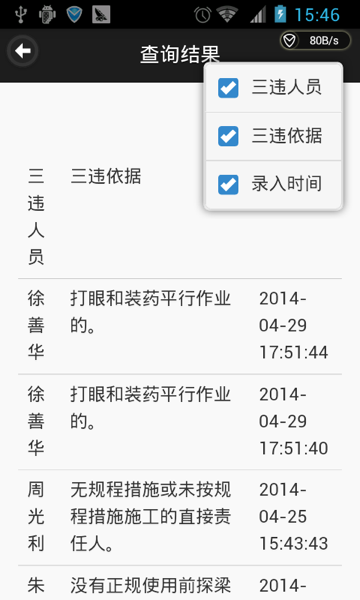 15:46
查询结果
80B/s
三违人员
三违依据
录入时间
三
违
人
员
三违依据
徐
善
华
打眼和装药平行作业
的。
2014-
04-29
17:51:44
徐
善
华
打眼和装药平行作业
的。
2014-
04-29
17:51:40
周
光
利
无规程措施或未按规
程措施施工的直接责
任人。
2014-
04-25
15:43:43
朱
没有正规使用前探梁
2014-